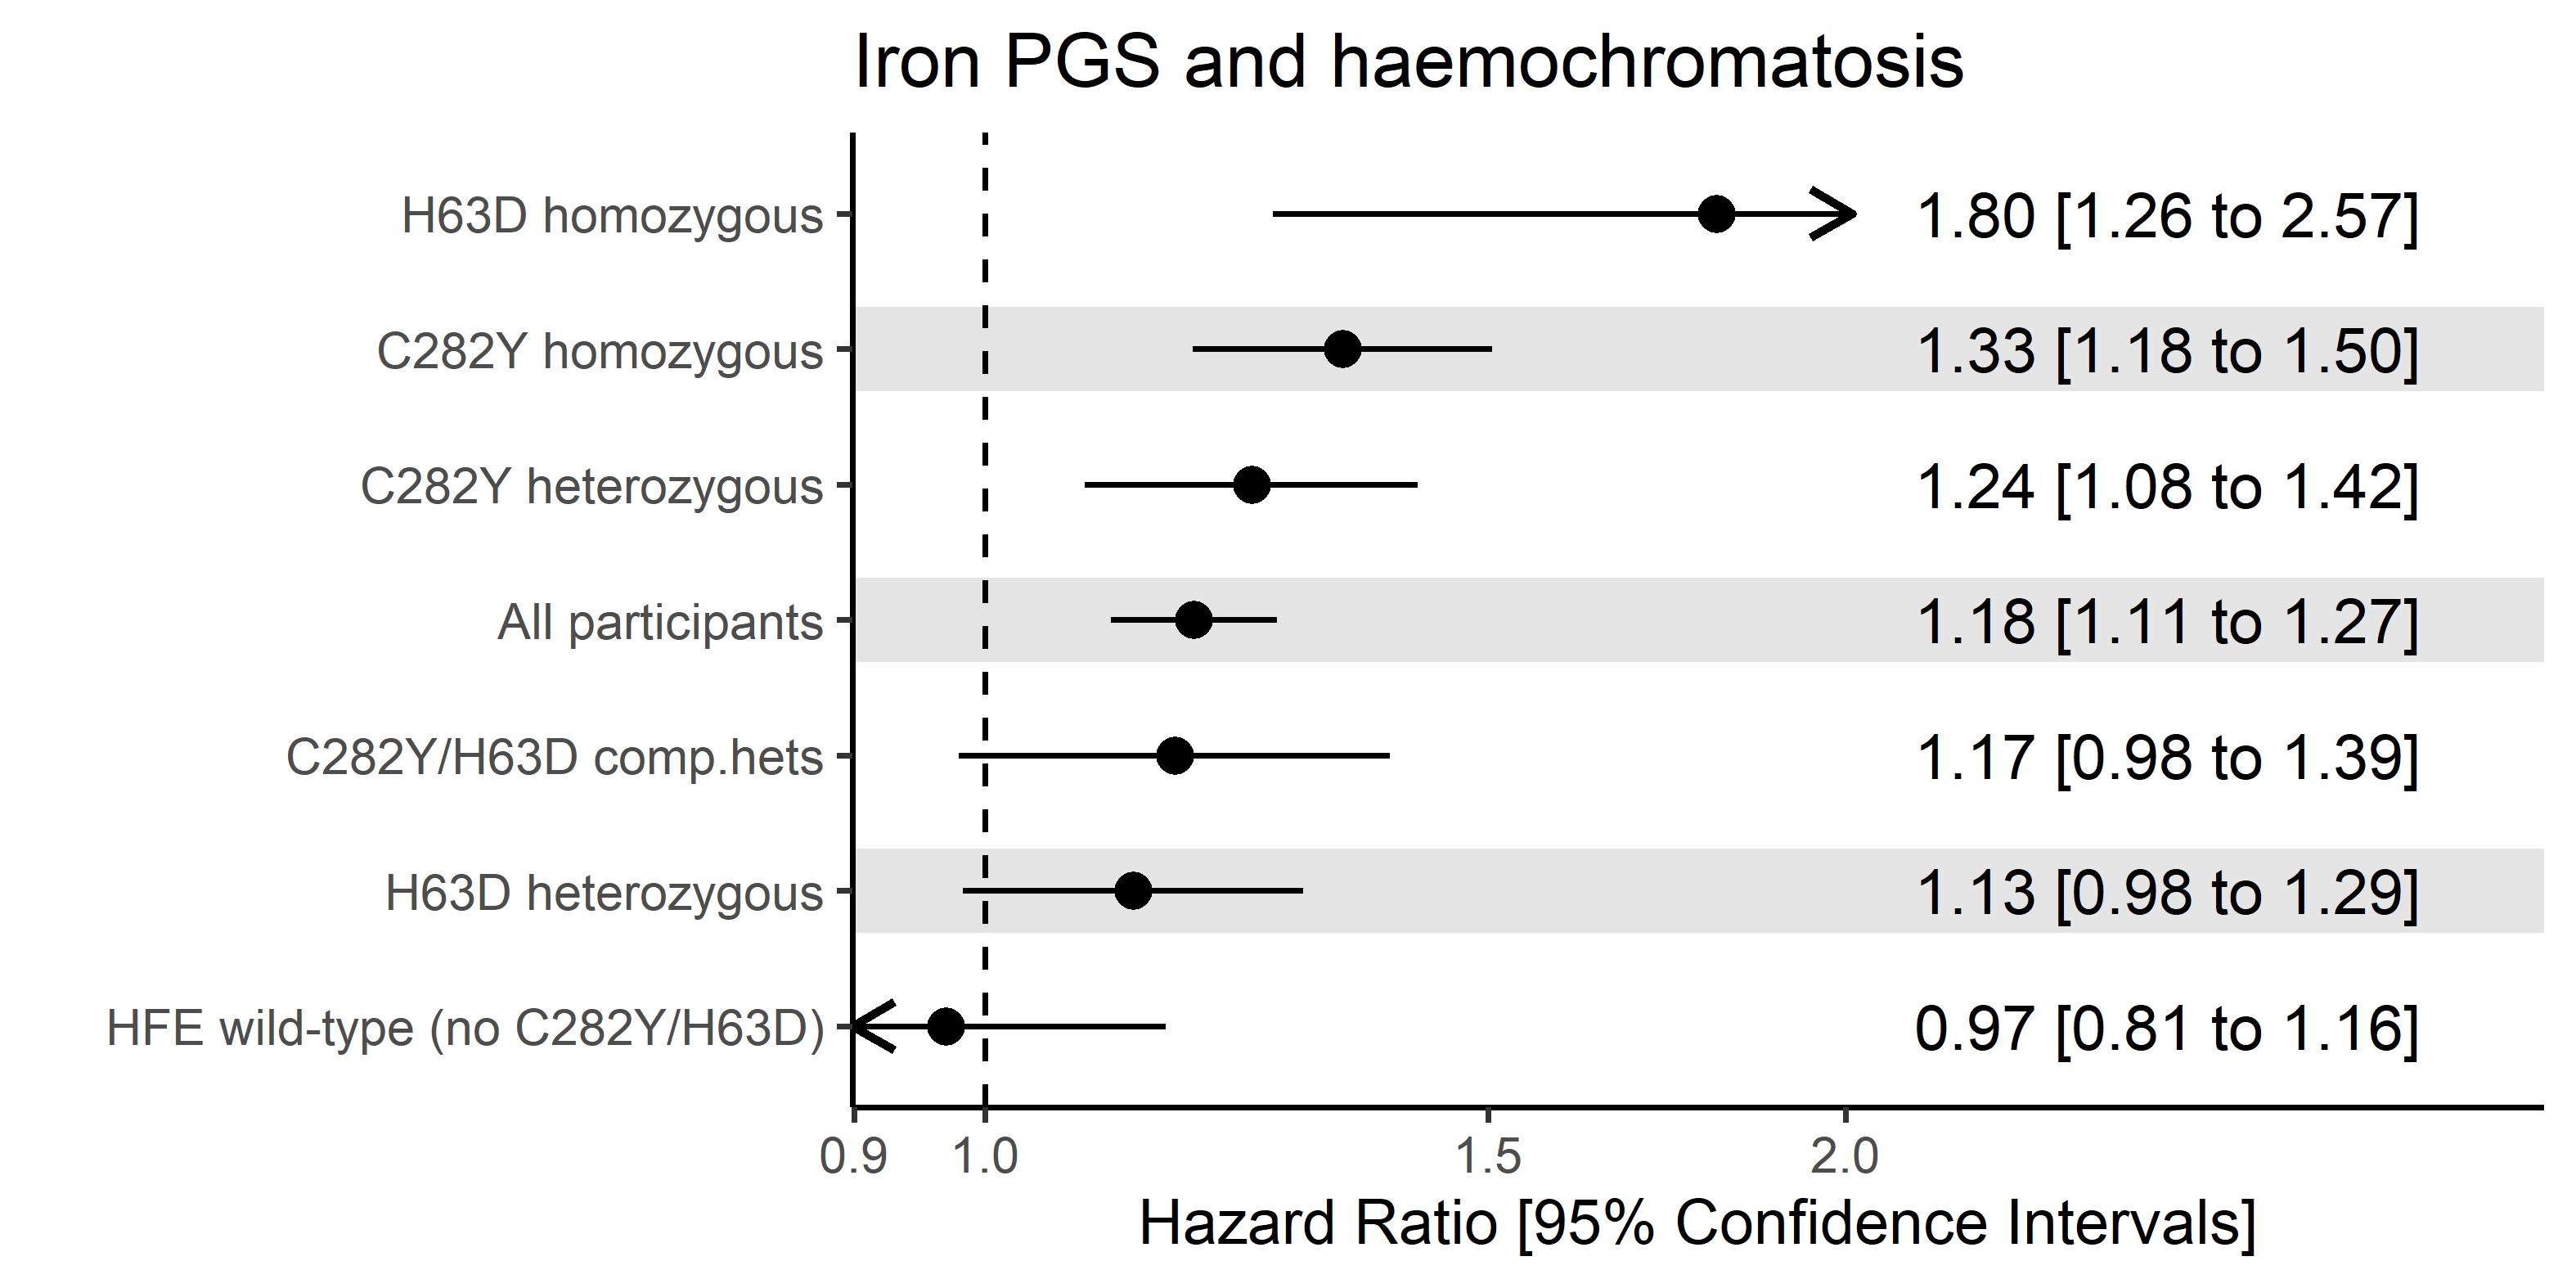 Iron PGS and haemochromatosis
H63D homozygous 1.80 [1.26 to 2.57]
C282Y homozygous 1.33 [1.18 to 1.50]
C282Y heterozygous 1.24 [1.08 to 1.42]
All participants 1.18 [1.11 to 1.27]
C282Y/H63D comp.hets 1.17 [0.98 to 1.39]
H63D heterozygous 1.13 [0.98 to 1.29]
HFE wild-type (no C282Y/H63D) 0.97 [0.81 to 1.16]
0.9 1.0 1.5 2.0
Hazard Ratio [95% Confidence Intervals]